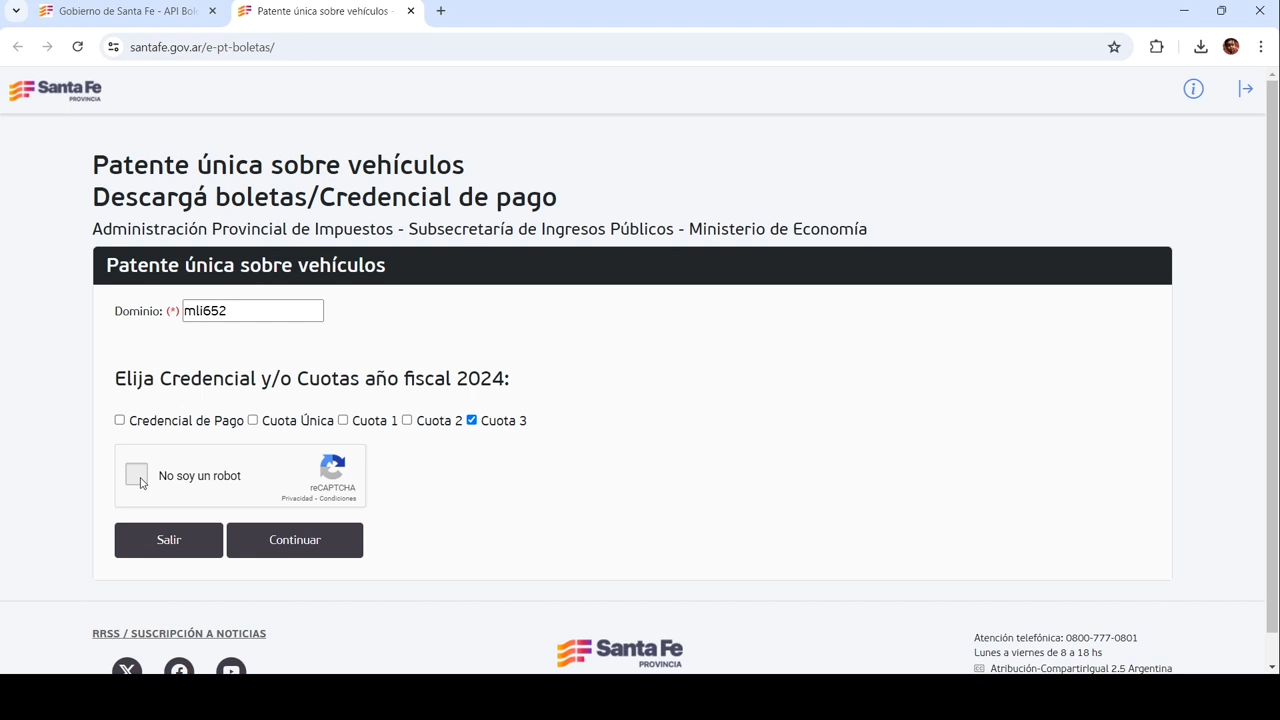 Gobierno de Santa Fe - API Bol
Patente única sobre vehículos -
santafe.gov.ar/e-pt-boletas/
Santa Fe
PROVINCIA
Patente única sobre vehículos
Descargá boletas/Credencial de pago
Administración Provincial de Impuestos - Subsecretaría de Ingresos Públicos - Ministerio de Economía
Patente única sobre vehículos
Dominio: (*) mli652
Elija Credencial y/o Cuotas año fiscal 2024:
Credencial de Pago Cuota Única Cuota 1 Cuota 2 Cuota 3
No soy un robot
reCAPTCHA
Privacidad - Condiciones
Salir Continuar
RRSS / SUSCRIPCIÓN A NOTICIAS
Santa Fe
PROVINCIA
Atención telefónica: 0800-777-0801
Lunes a viernes de 8 a 18 hs
Atribución-CompartirIgual 2.5 Argentina